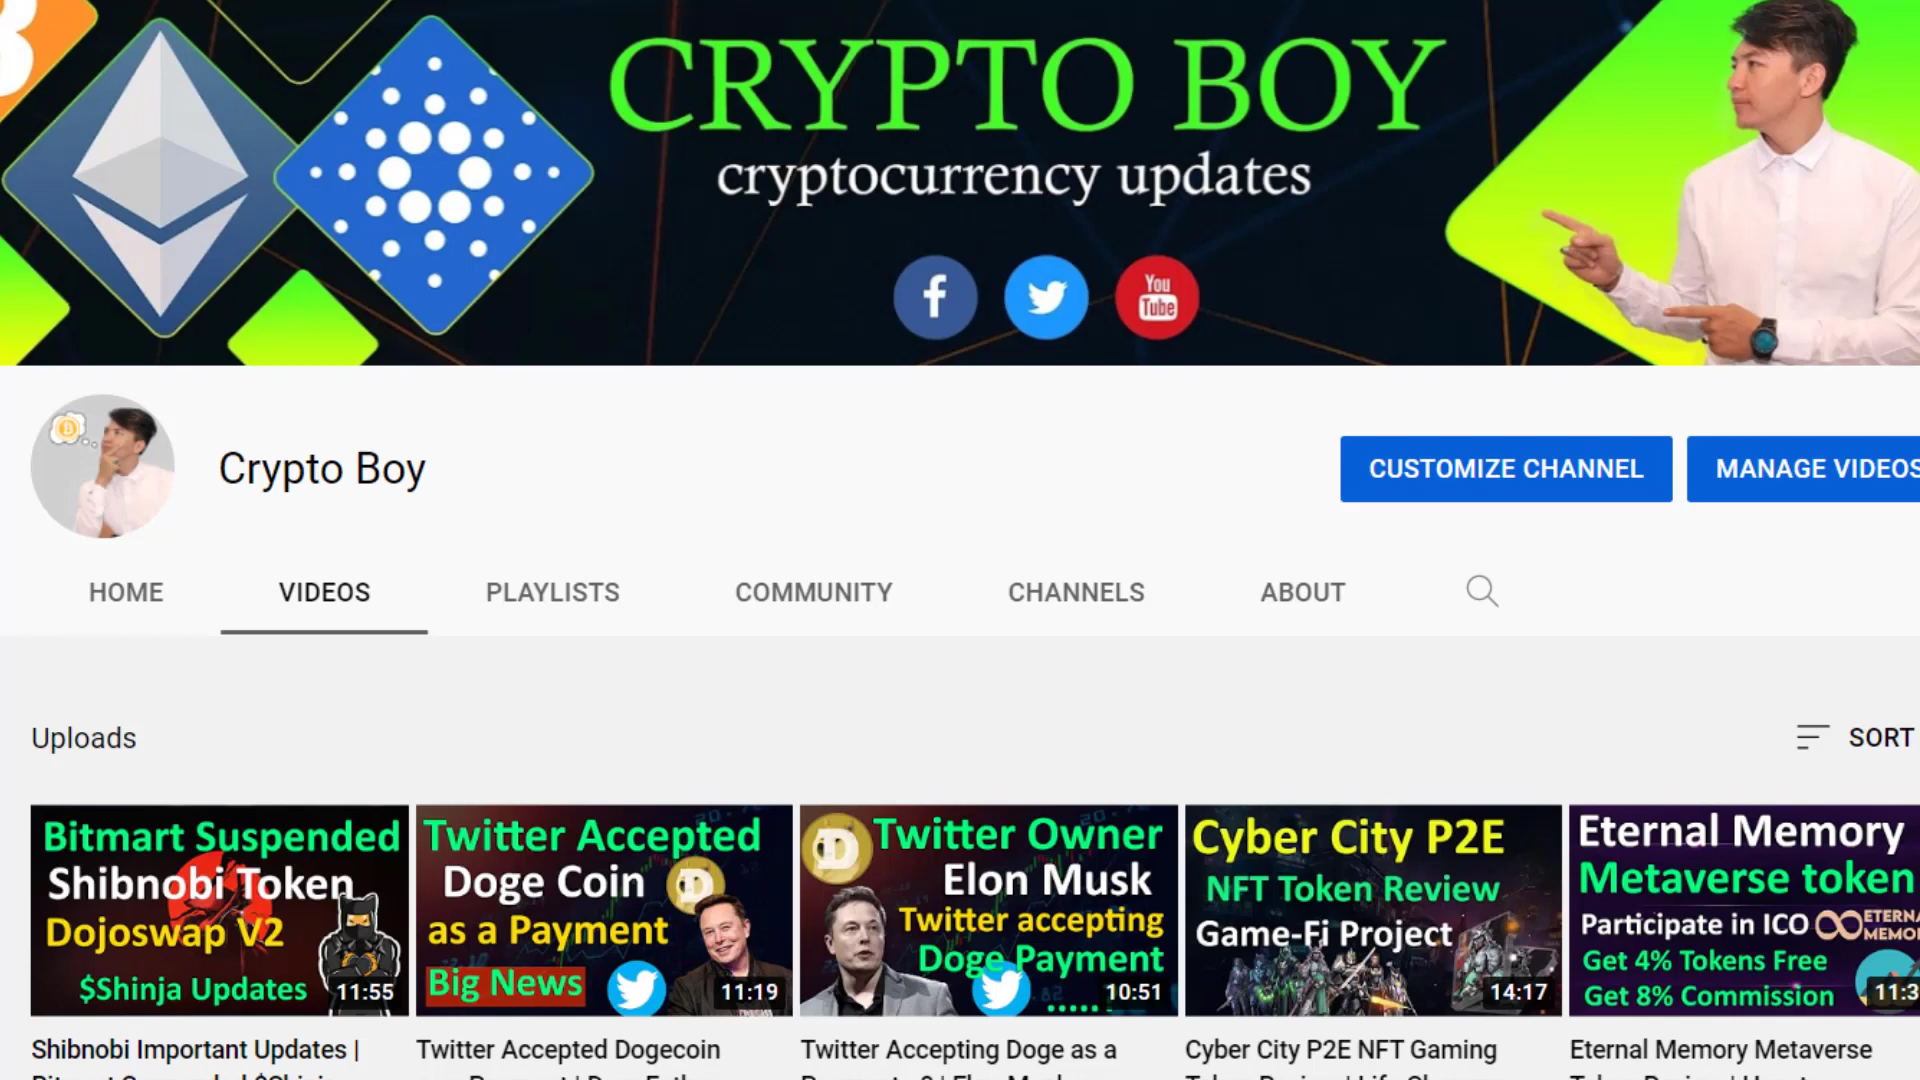 CRYPTO BOY
cryptocurrency updates
You
Tube
Crypto Boy
CUSTOMIZE CHANNEL
MANAGE VIDEOS
HOME
VIDEOS
PLAYLISTS
COMMUNITY
CHANNELS
ABOUT
Uploads
SORT
Bitmart Suspended
Shibnobi Token
Dojoswap V2
$Shinja Updates
11:55
Twitter Accepted
Doge Coin
as a Payment
Big News
11:19
Twitter Owner
Elon Musk
Twitter accepting
Doge Payment
.....
10:51
Cyber City P2E
NFT Token Review
Game-Fi Project
14:17
Eternal Memory
Metaverse token
Participate in ICO
Get 4% Tokens Free
Get 8% Commission
11:3
Shibnobi Important Updates |
Twitter Accepted Dogecoin
Twitter Accepting Doge as a
Cyber City P2E NFT Gaming
Eternal Memory Metaverse